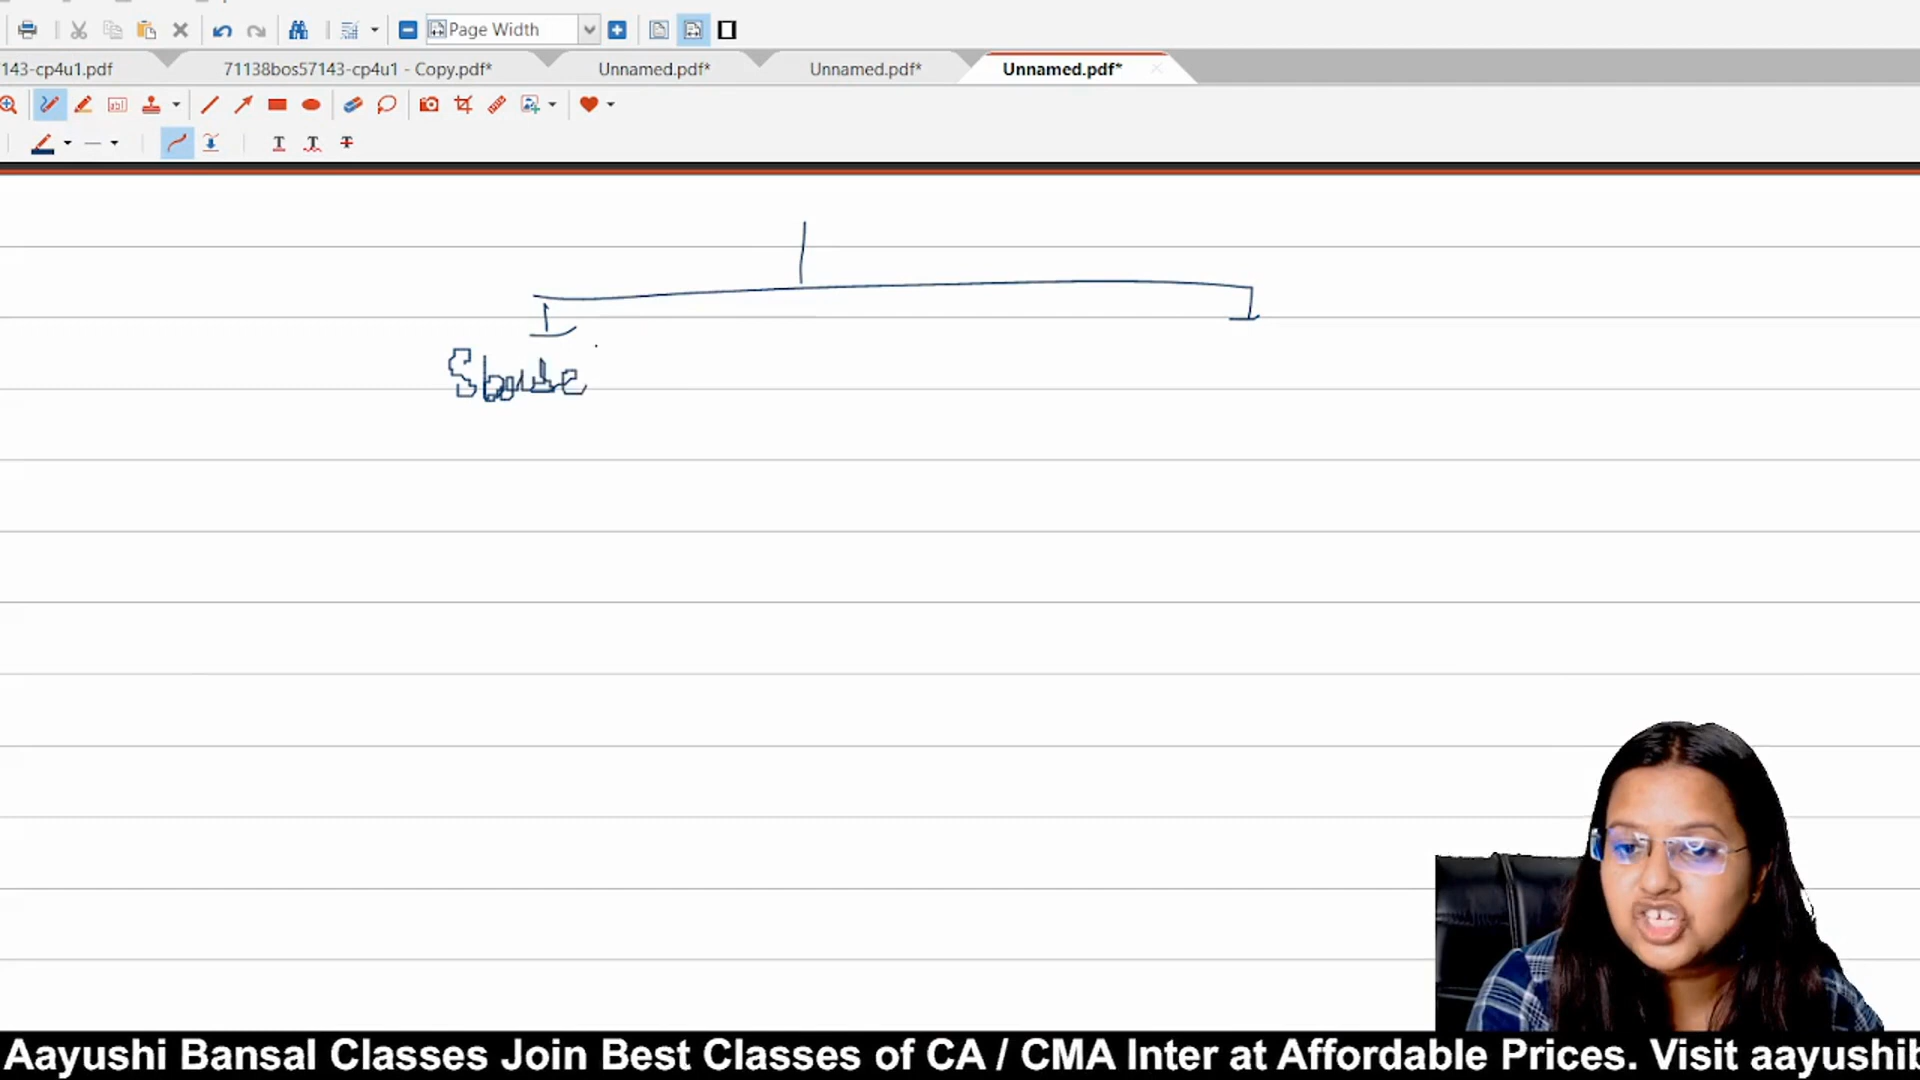 Page Width
143-cp4u1.pdf 71138bos57143-cp4u1 - Copy.pdf* Unnamed.pdf* Unnamed.pdf* Unnamed.pdf*
Spouse
Aayushi Bansal Classes Join Best Classes of CA / CMA Inter at Affordable Prices. Visit aayushib